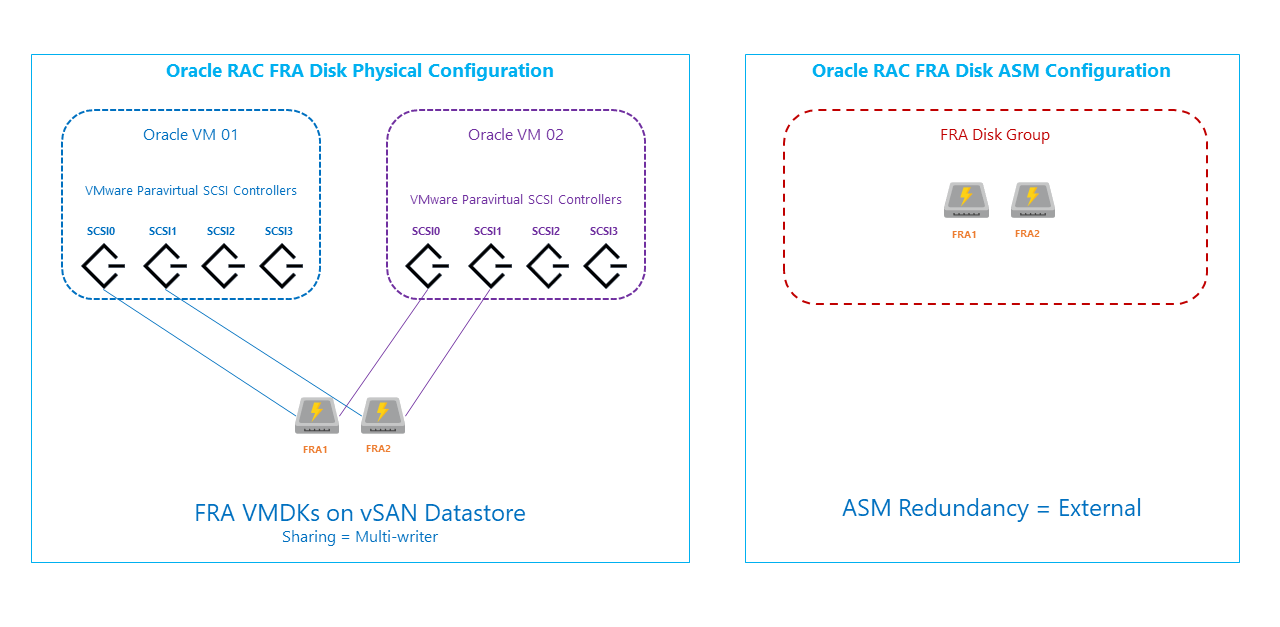 Oracle RAC FRA Disk Physical Configuration
Oracle VM 01
VMware Paravirtual SCSI Controllers
SCSI0 SCSI1 SCSI2 SCSI3
Oracle VM 02
VMware Paravirtual SCSI Controllers
SCSI0 SCSI1 SCSI2 SCSI3
FRA1 FRA2
FRA VMDKs on vSAN Datastore
Sharing = Multi-writer
Oracle RAC FRA Disk ASM Configuration
FRA Disk Group
FRA1 FRA2
ASM Redundancy = External